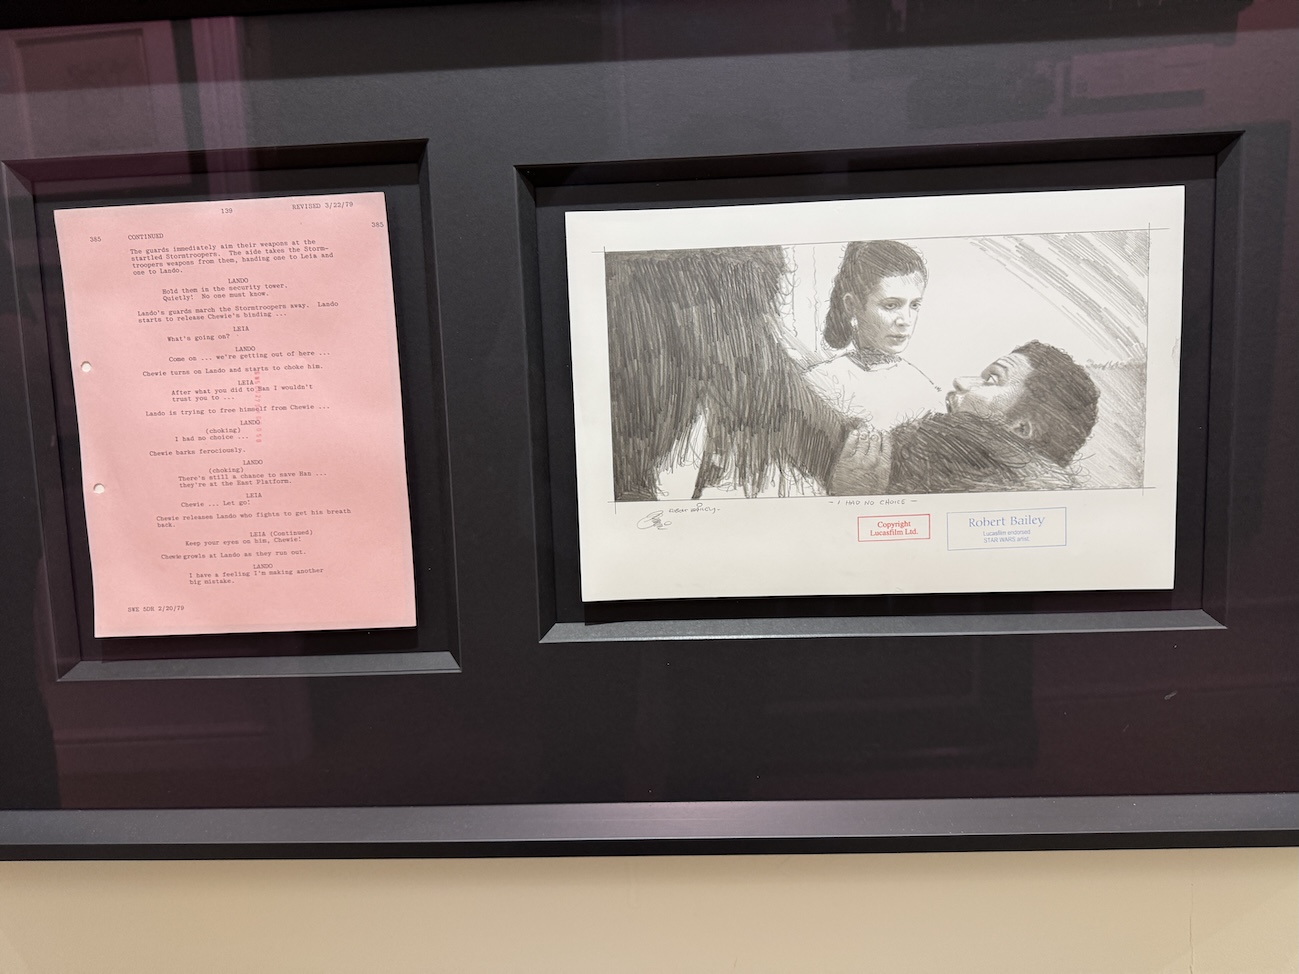 139
REVISED 3/22/79
385
CONTINUED
385
The guards immediately aim their weapons at the
startled Stormtroopers. The aide takes the Storm-
troopers weapons from them, handing one to Leia and
one to Lando.
LANDO
Hold them in the security tower.
Quietly! No one must know.
Lando's guards march the Stormtroopers away. Lando
starts to release Chewie's binding ...
LEIA
What's going on?
LANDO
Come on ... we're getting out of here ...
Chewie turns on Lando and starts to choke him.
LEIA
After what you did to Han I wouldn't
trust you to ...
Lando is trying to free himself from Chewie ...
LANDO
(choking)
I had no choice ...
Chewie barks ferociously.
LANDO
(choking)
There's still a chance to save Han ...
they're at the East Platform.
LEIA
Chewie ... Let go!
Chewie releases Lando who fights to get his breath
back.
LEIA (Continued)
Keep your eyes on him, Chewie!
Chewie growls at Lando as they run out.
LANDO
I have a feeling I'm making another
big mistake.
SWE 5DR 2/20/79
- I HAD NO CHOICE -
Copyright
Lucasfilm Ltd.
Robert Bailey
Lucasfilm endorsed
STAR WARS artist